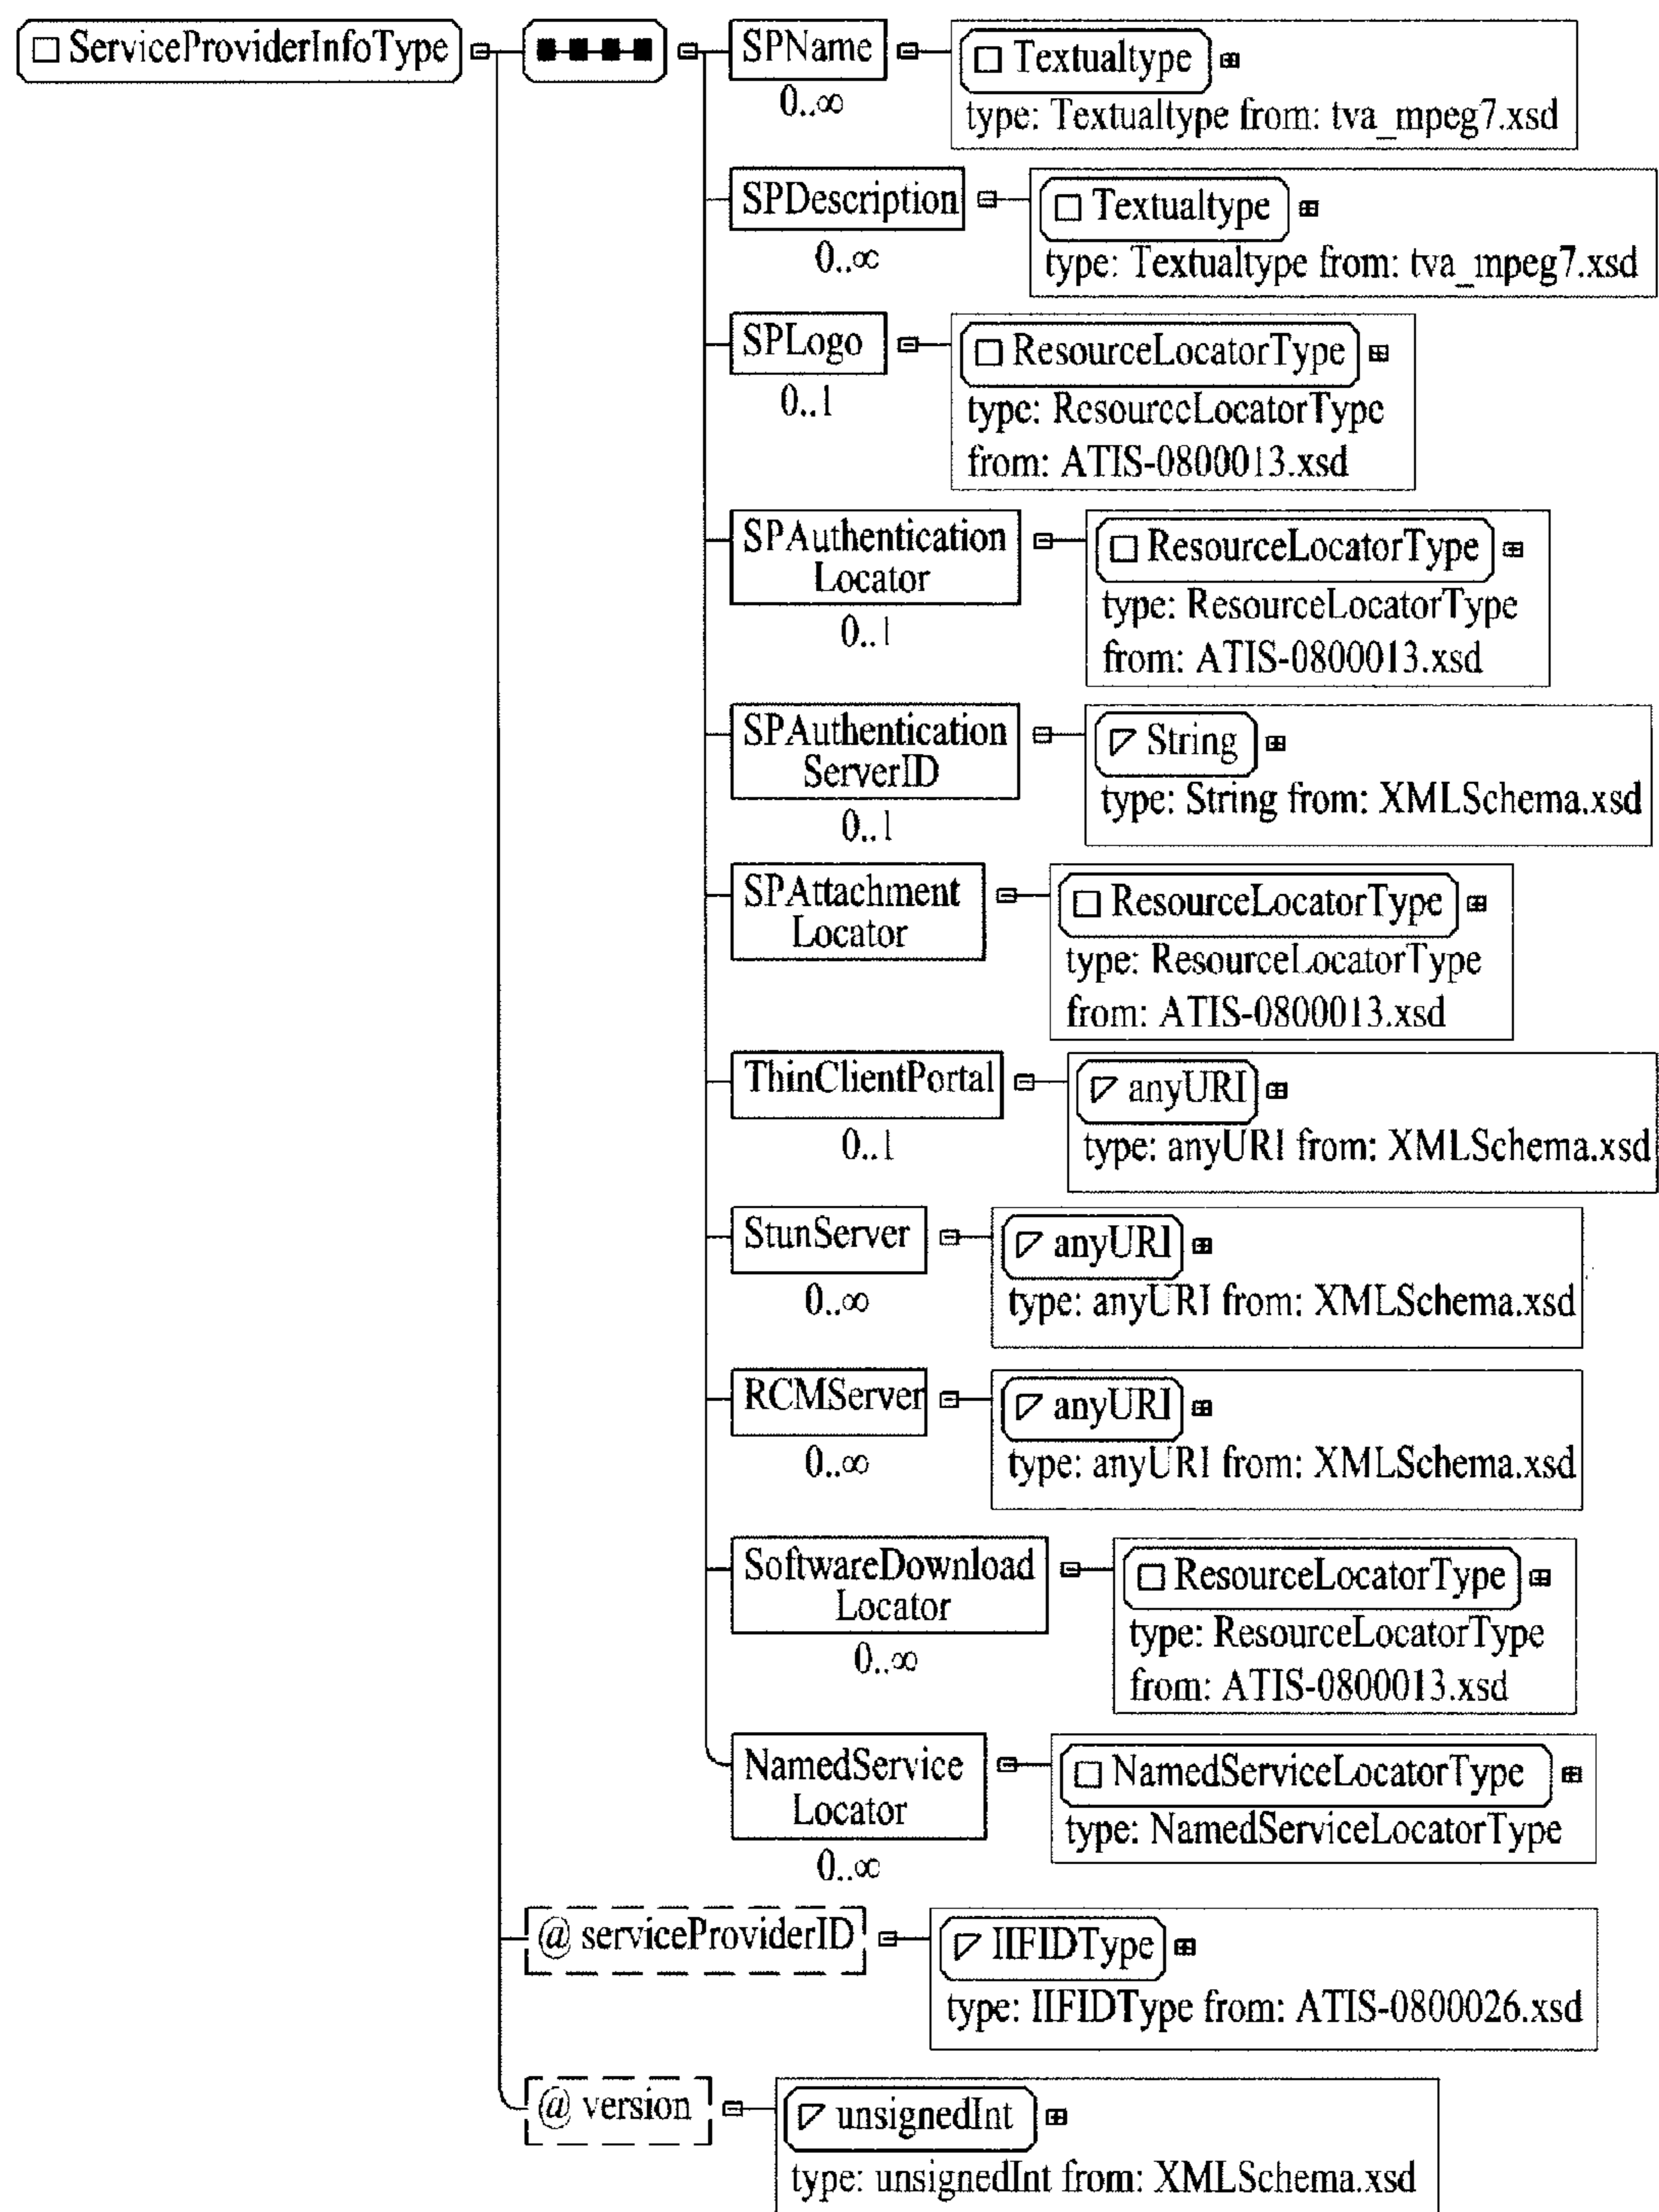 ServiceProviderInfoType
SPName
0..∞
Textualtype
type: Textualtype from: tva_mpeg7.xsd
SPDescription
0..∞
Textualtype
type: Textualtype from: tva_mpeg7.xsd
SPLogo
0..1
ResourceLocatorType
type: ResourceLocatorType
from: ATIS-0800013.xsd
SPAuthentication
Locator
0..1
ResourceLocatorType
type: ResourceLocatorType
from: ATIS-0800013.xsd
SPAuthentication
ServerID
0..1
String
type: String from: XMLSchema.xsd
SPAttachment
Locator
ResourceLocatorType
type: ResourceLocatorType
from: ATIS-0800013.xsd
ThinClientPortal
0..1
anyURI
type: anyURI from: XMLSchema.xsd
StunServer
0..∞
anyURI
type: anyURI from: XMLSchema.xsd
RCMServer
0..∞
anyURI
type: anyURI from: XMLSchema.xsd
SoftwareDownload
Locator
0..∞
ResourceLocatorType
type: ResourceLocatorType
from: ATIS-0800013.xsd
NamedService
Locator
0..∞
NamedServiceLocatorType
type: NamedServiceLocatorType
@ serviceProviderID
IIFIDType
type: IIFIDType from: ATIS-0800026.xsd
@ version
unsignedInt
type: unsignedInt from: XMLSchema.xsd